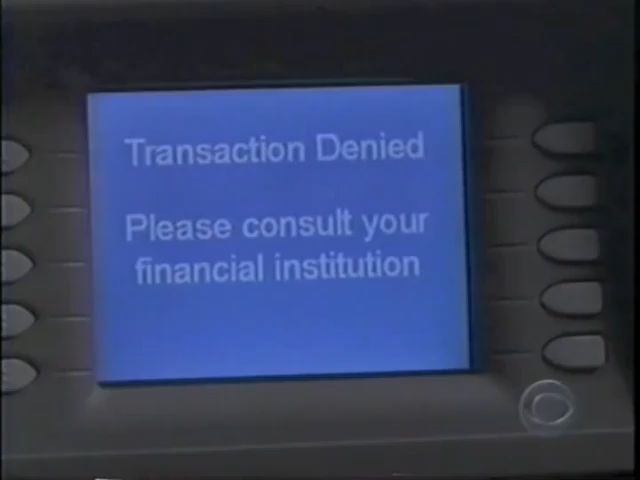 Transaction Denied
Please consult your
financial institution